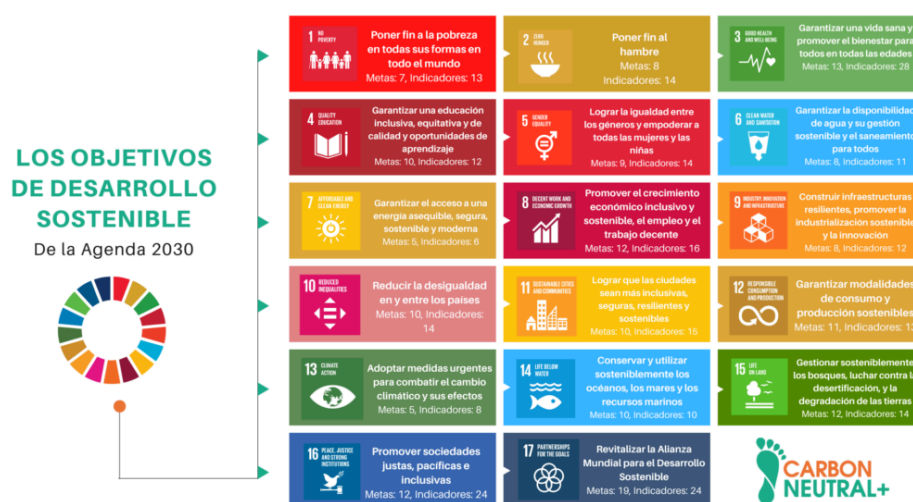 LOS OBJETIVOS
DE DESARROLLO
SOSTENIBLE
De la Agenda 2030
1 NO
POVERTY
Poner fin a la pobreza
en todas sus formas en
todo el mundo
Metas: 7, Indicadores: 13
2 ZERO
HUNGER
Poner fin al
hambre
Metas: 8
Indicadores: 14
3 GOOD HEALTH
AND WELL-BEING
Garantizar una vida sana y
promover el bienestar para
todos en todas las edades
Metas: 13, Indicadores: 28
4 QUALITY
EDUCATION
Garantizar una educación
inclusiva, equitativa y de
calidad y oportunidades de
aprendizaje
Metas: 10, Indicadores: 12
5 GENDER
EQUALITY
Lograr la igualdad entre
los géneros y empoderar a
todas las mujeres y las
niñas
Metas: 9, Indicadores: 14
6 CLEAN WATER
AND SANITATION
Garantizar la disponibilidad
de agua y su gestión
sostenible y el saneamiento
para todos
Metas: 8, Indicadores: 11
7 AFFORDABLE AND
CLEAN ENERGY
Garantizar el acceso a una
energía asequible, segura,
sostenible y moderna
Metas: 5, Indicadores: 6
8 DECENT WORK AND
ECONOMIC GROWTH
Promover el crecimiento
económico inclusivo y
sostenible, el empleo y el
trabajo decente
Metas: 12, Indicadores: 16
9 INDUSTRY, INNOVATION
AND INFRASTRUCTURE
Construir infraestructuras
resilientes, promover la
industrialización sostenible
y la innovación
Metas: 8, Indicadores: 12
10 REDUCED
INEQUALITIES
Reducir la desigualdad
en y entre los países
Metas: 10, Indicadores:
14
11 SUSTAINABLE CITIES
AND COMMUNITIES
Lograr que las ciudades
sean más inclusivas,
seguras, resilientes y
sostenibles
Metas: 10, Indicadores: 15
12 RESPONSIBLE
CONSUMPTION
AND PRODUCTION
Garantizar modalidades
de consumo y
producción sostenibles
Metas: 11, Indicadores:
13 CLIMATE
ACTION
Adoptar medidas urgentes
para combatir el cambio
climático y sus efectos
Metas: 5, Indicadores: 8
14 LIFE BELOW
WATER
Conservar y utilizar
sosteniblemente los
océanos, los mares y los
recursos marinos
Metas: 10, Indicadores: 10
15 LIFE
ON LAND
Gestionar sosteniblemente
los bosques, luchar contra la
desertificación, y la
degradación de las tierras
Metas: 12, Indicadores: 14
16 PEACE, JUSTICE
AND STRONG
INSTITUTIONS
Promover sociedades
justas, pacíficas e
inclusivas
Metas: 12, Indicadores: 24
17 PARTNERSHIPS
FOR THE GOALS
Revitalizar la Alianza
Mundial para el Desarrollo
Sostenible
Metas: 19, Indicadores: 24
CARBON
NEUTRAL+